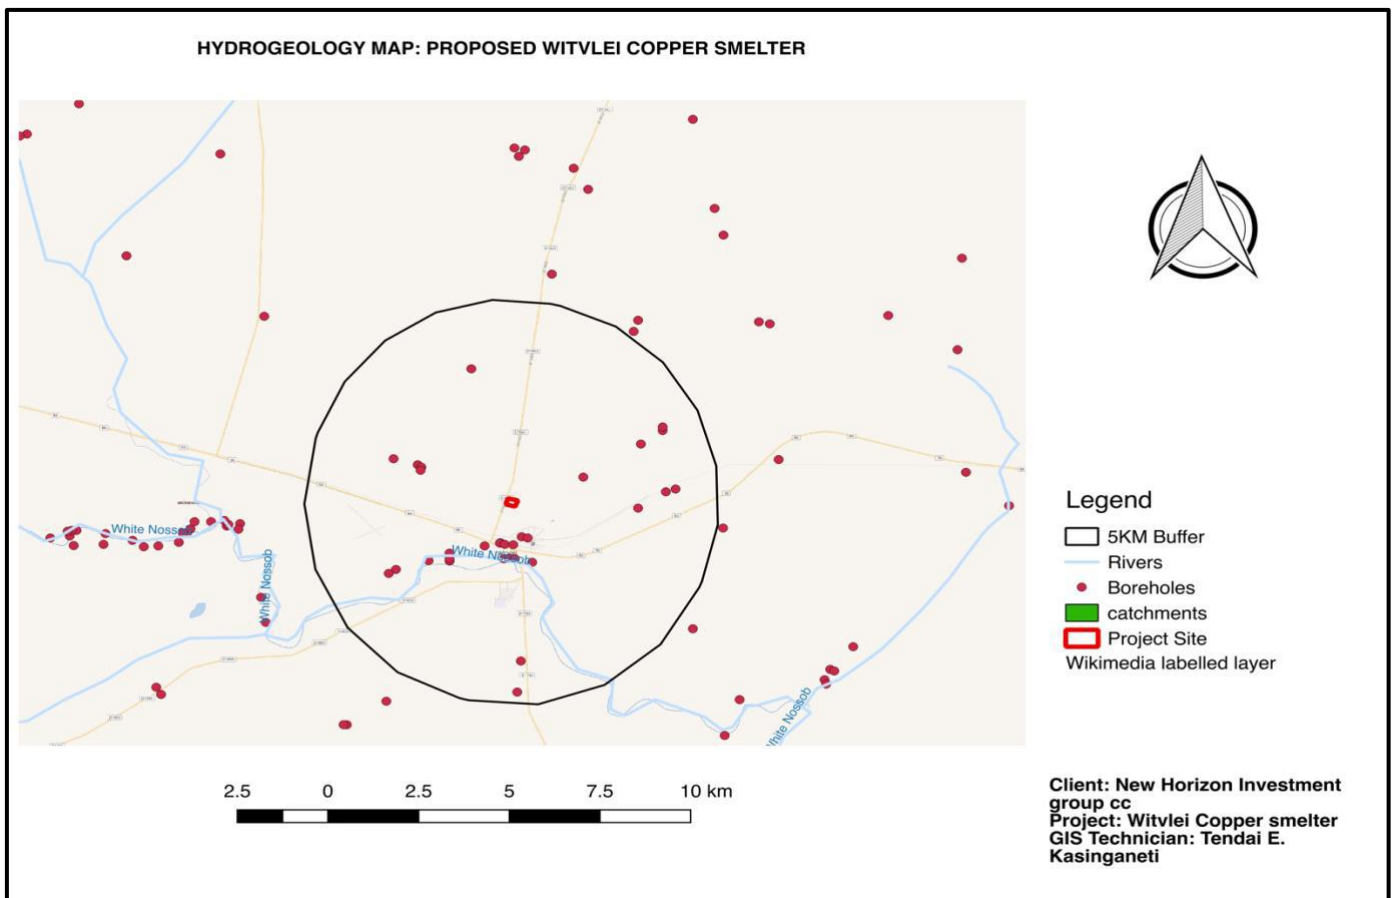 HYDROGEOLOGY MAP: PROPOSED WITVLEI COPPER SMELTER
White Nossob
White Nossob
White Nossob
White Nossob
Legend
5KM Buffer
Rivers
Boreholes
catchments
Project Site
Wikimedia labelled layer
2.5 0 2.5 5 7.5 10 km
Client: New Horizon Investment
group cc
Project: Witvlei Copper smelter
GIS Technician: Tendai E.
Kasinganeti